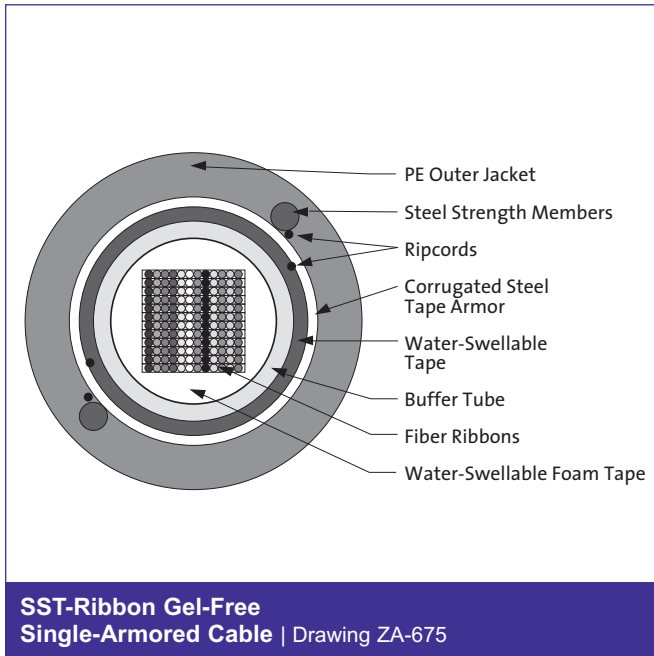 PE Outer Jacket
Steel Strength Members
Ripcords
Corrugated Steel
Tape Armor
Water-Swellable
Tape
Buffer Tube
Fiber Ribbons
Water-Swellable Foam Tape
SST-Ribbon Gel-Free
Single-Armored Cable | Drawing ZA-675